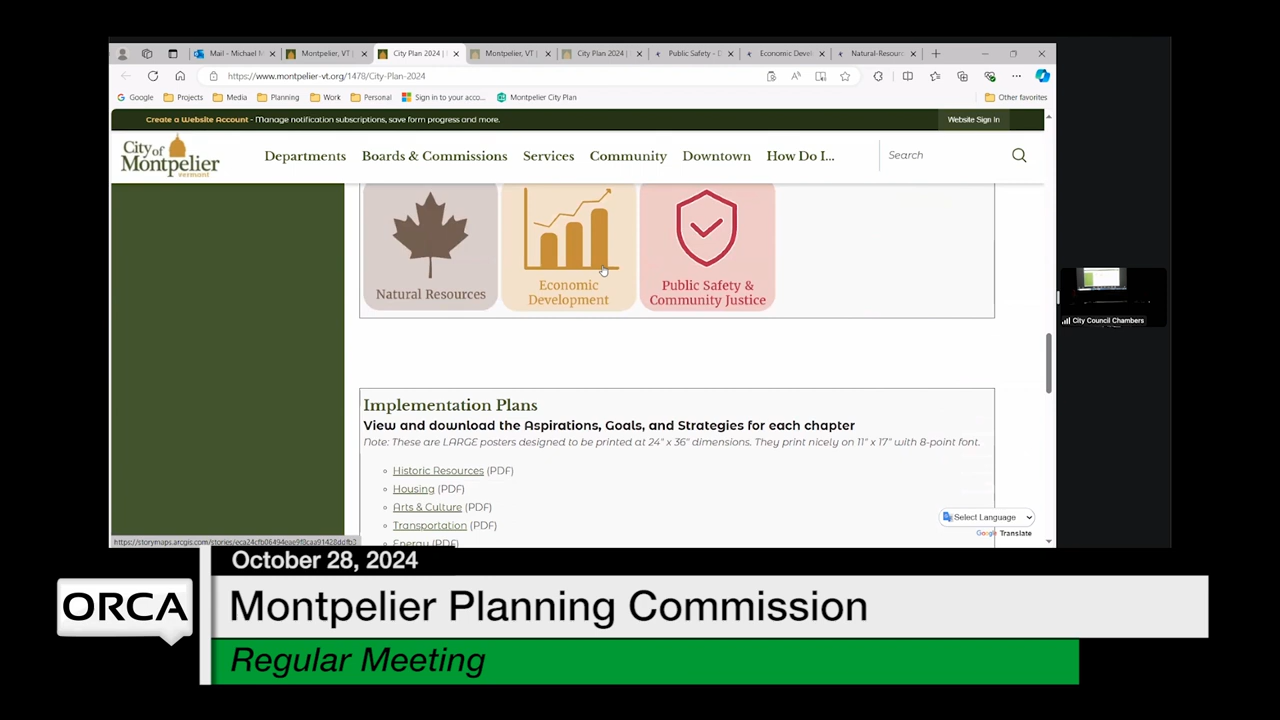 Mail - Michael M
Montpelier, VT |
City Plan 2024 |
Montpelier, VT |
City Plan 2024 |
Public Safety - D
Economic Devel
Natural-Resourc
https://www.montpelier-vt.org/1478/City-Plan-2024
Google
Projects
Media
Planning
Work
Personal
Sign in to your acco...
Montpelier City Plan
Other favorites
Create a Website Account - Manage notification subscriptions, save form progress and more.
Website Sign In
City of
Montpelier
vermont
Departments
Boards & Commissions
Services
Community
Downtown
How Do I...
Search
Natural Resources
Economic
Development
Public Safety &
Community Justice
City Council Chambers
Implementation Plans
View and download the Aspirations, Goals, and Strategies for each chapter
Note: These are LARGE posters designed to be printed at 24" x 36" dimensions. They print nicely on 11" x 17" with 8-point font.
Historic Resources (PDF)
Housing (PDF)
Arts & Culture (PDF)
Transportation (PDF)
Energy (PDF)
Select Language
Google Translate
October 28, 2024
ORCA
Montpelier Planning Commission
Regular Meeting